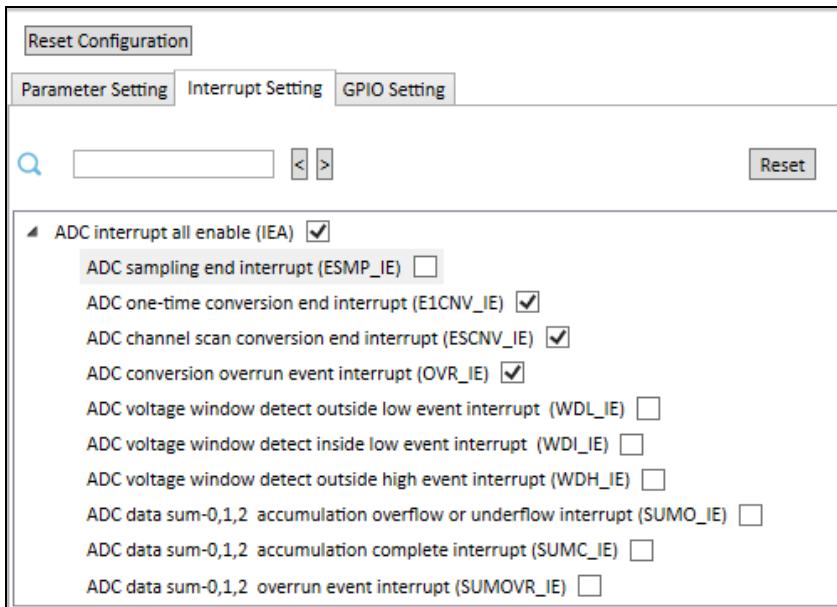 Reset Configuration
Parameter Setting Interrupt Setting GPIO Setting
< > Reset
ADC interrupt all enable (IEA)
ADC sampling end interrupt (ESMP_IE)
ADC one-time conversion end interrupt (E1CNV_IE)
ADC channel scan conversion end interrupt (ESCNV_IE)
ADC conversion overrun event interrupt (OVR_IE)
ADC voltage window detect outside low event interrupt (WDL_IE)
ADC voltage window detect inside low event interrupt (WDI_IE)
ADC voltage window detect outside high event interrupt (WDH_IE)
ADC data sum-0,1,2 accumulation overflow or underflow interrupt (SUMO_IE)
ADC data sum-0,1,2 accumulation complete interrupt (SUMC_IE)
ADC data sum-0,1,2 overrun event interrupt (SUMOVR_IE)